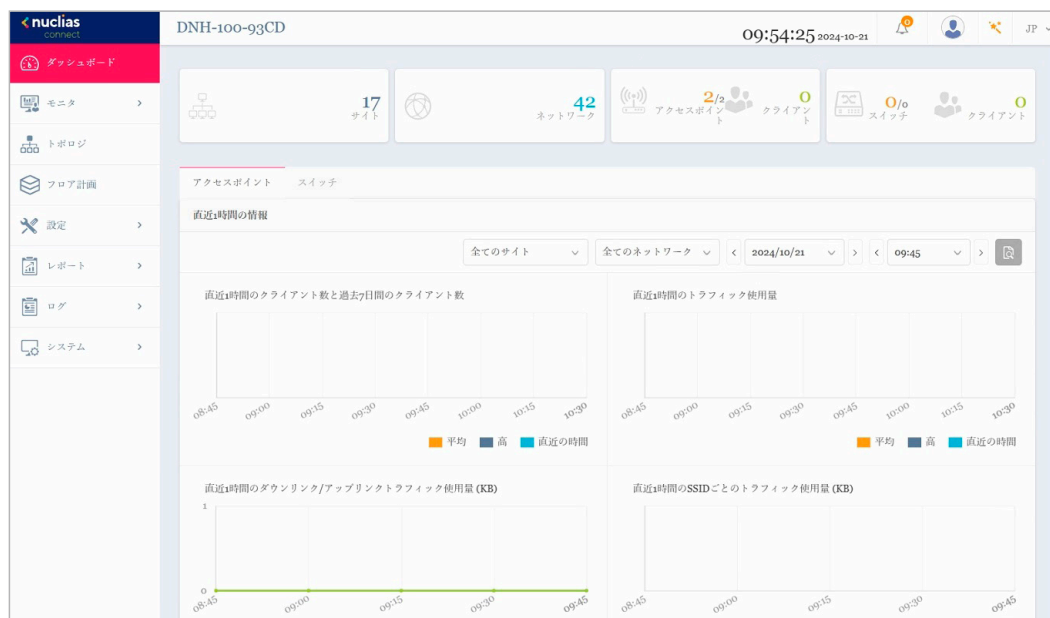 nuclias
connect
DNH-100-93CD
09:54:25 2024-10-21
0
JP
ダッシュボード
モニタ
トポロジ
フロア計画
設定
レポート
ログ
システム
17
サイト
42
ネットワーク
2/2
アクセスポイン
ト
0
クライアン
ト
0/0
スイッチ
0
クライアント
アクセスポイント スイッチ
直近1時間の情報
全てのサイト 全てのネットワーク < 2024/10/21 > < 09:45 >
直近1時間のクライアント数と過去7日間のクライアント数
08:45 09:00 09:15 09:30 09:45 10:00 10:15 10:30
平均 高 直近の時間
直近1時間のトラフィック使用量
08:45 09:00 09:15 09:30 09:45 10:00 10:15 10:30
平均 高 直近の時間
直近1時間のダウンリンク/アップリンクトラフィック使用量 (KB)
1
0
08:45 09:00 09:15 09:30 09:45
直近1時間のSSIDごとのトラフィック使用量 (KB)
08:45 09:00 09:15 09:30 09:45